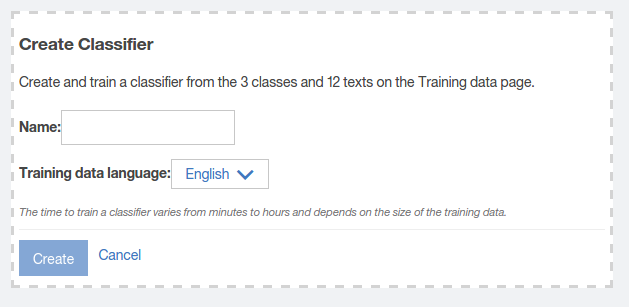 Create Classifier
Create and train a classifier from the 3 classes and 12 texts on the Training data page.
Name:
Training data language: English
The time to train a classifier varies from minutes to hours and depends on the size of the training data.
Create Cancel